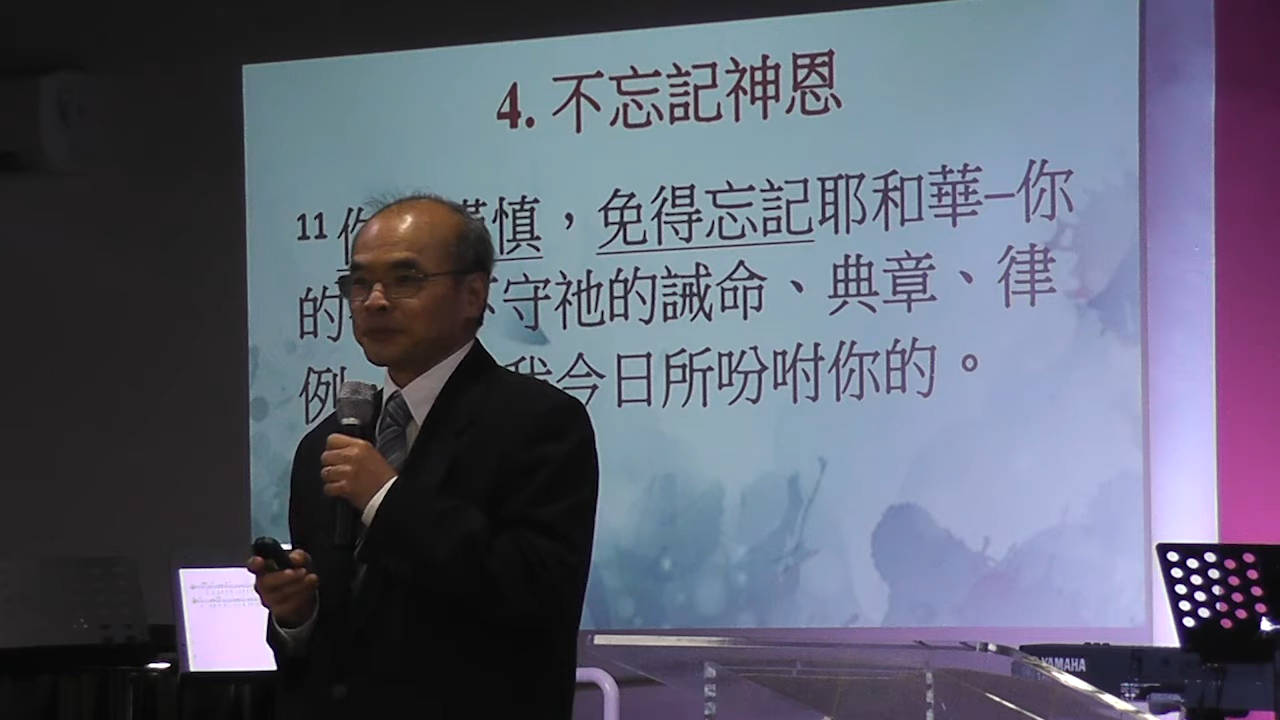 4. 不忘記神恩
11 你 慎，免得忘記耶和華─你
的 守祂的誡命、典章、律
例 我今日所吩咐你的。
YAMAHA